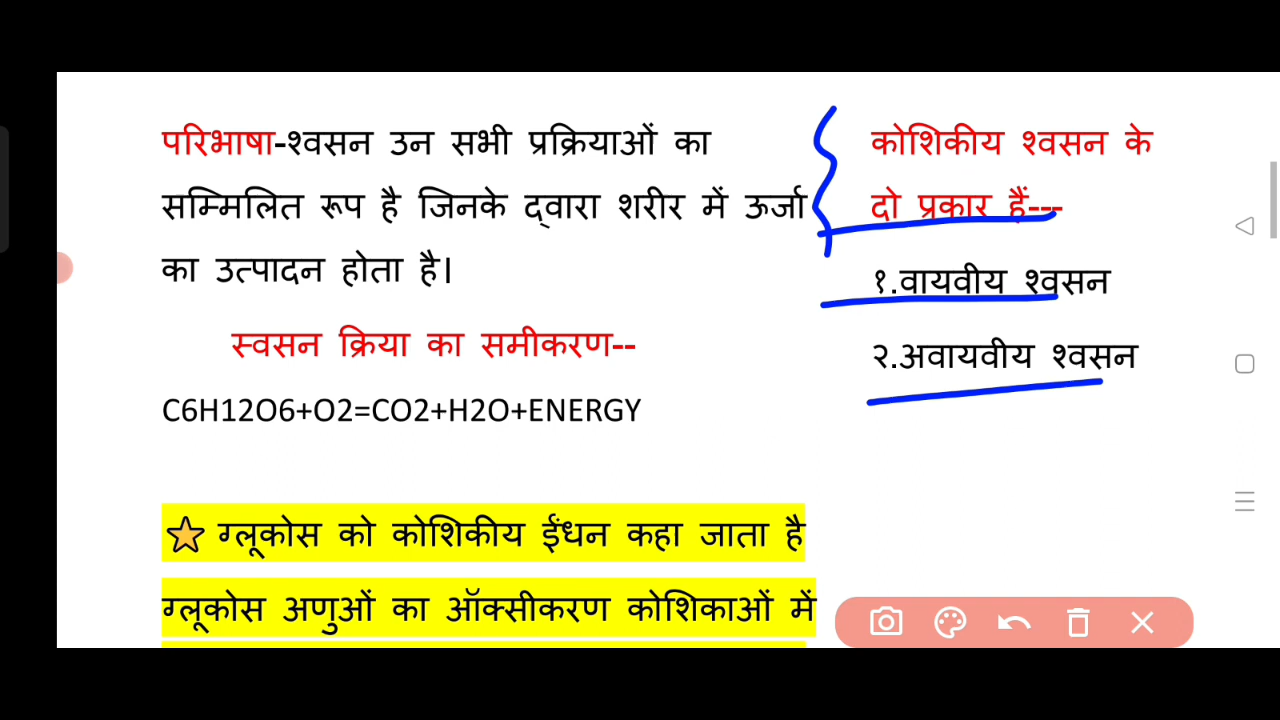 परिभाषा-श्वसन उन सभी प्रक्रियाओं का
सम्मिलित रूप है जिनके द्वारा शरीर में ऊर्जा
का उत्पादन होता है।
स्वसन क्रिया का समीकरण--
C6H12O6+O2=CO2+H2O+ENERGY
ग्लूकोस को कोशिकीय ईंधन कहा जाता है
ग्लूकोस अणुओं का ऑक्सीकरण कोशिकाओं में
कोशिकीय श्वसन के
दो प्रकार हैं---
१.वायवीय श्वसन
२.अवायवीय श्वसन